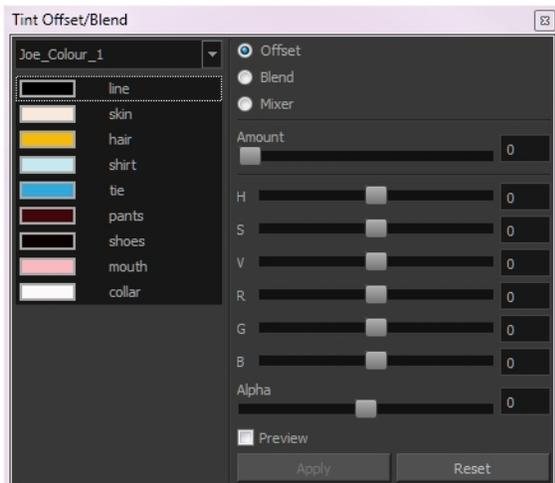 Tint Offset/Blend
Joe_Colour_1
line
skin
hair
shirt
tie
pants
shoes
mouth
collar
Offset
Blend
Mixer
Amount
0
H 0
S 0
V 0
R 0
G 0
B 0
Alpha
0
Preview
Apply Reset